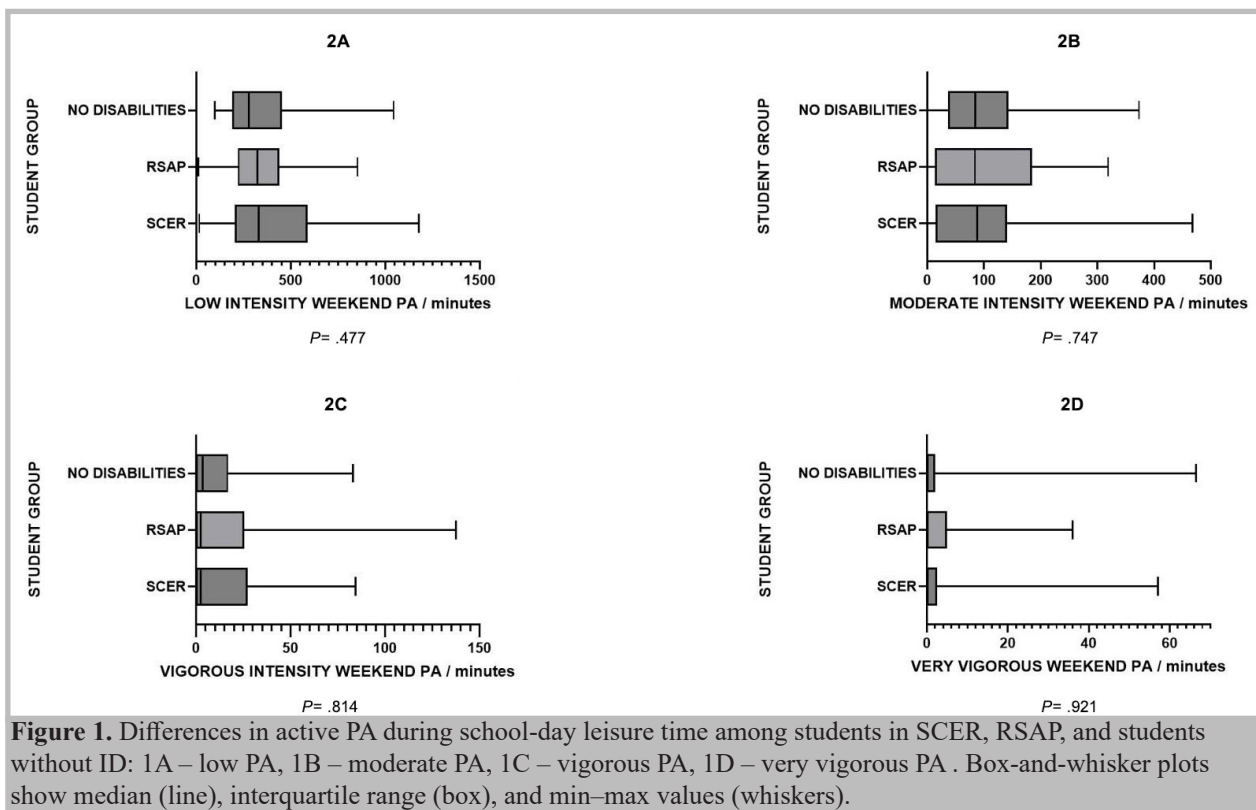 2A
STUDENT GROUP
NO DISABILITIES
RSAP
SCER
0 500 1000 1500
LOW INTENSITY WEEKEND PA / minutes
P= .477
2B
STUDENT GROUP
NO DISABILITIES
RSAP
SCER
0 100 200 300 400 500
MODERATE INTENSITY WEEKEND PA / minutes
P= .747
2C
STUDENT GROUP
NO DISABILITIES
RSAP
SCER
0 50 100 150
VIGOROUS INTENSITY WEEKEND PA / minutes
P= .814
2D
STUDENT GROUP
NO DISABILITIES
RSAP
SCER
0 20 40 60
VERY VIGOROUS WEEKEND PA / minutes
P= .921
Figure 1. Differences in active PA during school-day leisure time among students in SCER, RSAP, and students
without ID: 1A – low PA, 1B – moderate PA, 1C – vigorous PA, 1D – very vigorous PA . Box-and-whisker plots
show median (line), interquartile range (box), and min–max values (whiskers).